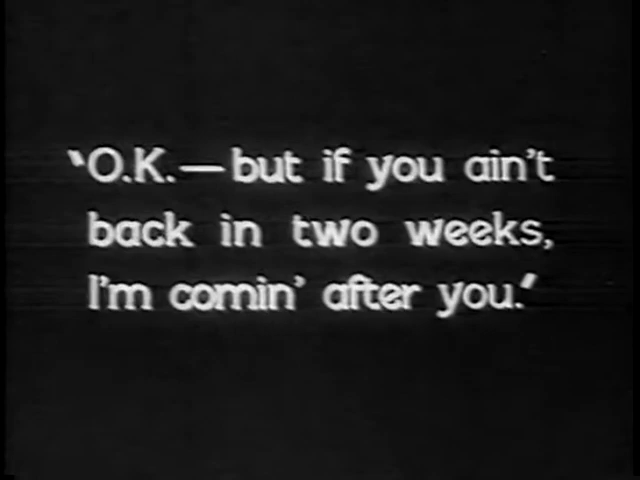 "O.K.—but if you ain't
back in two weeks,
I'm comin' after you."